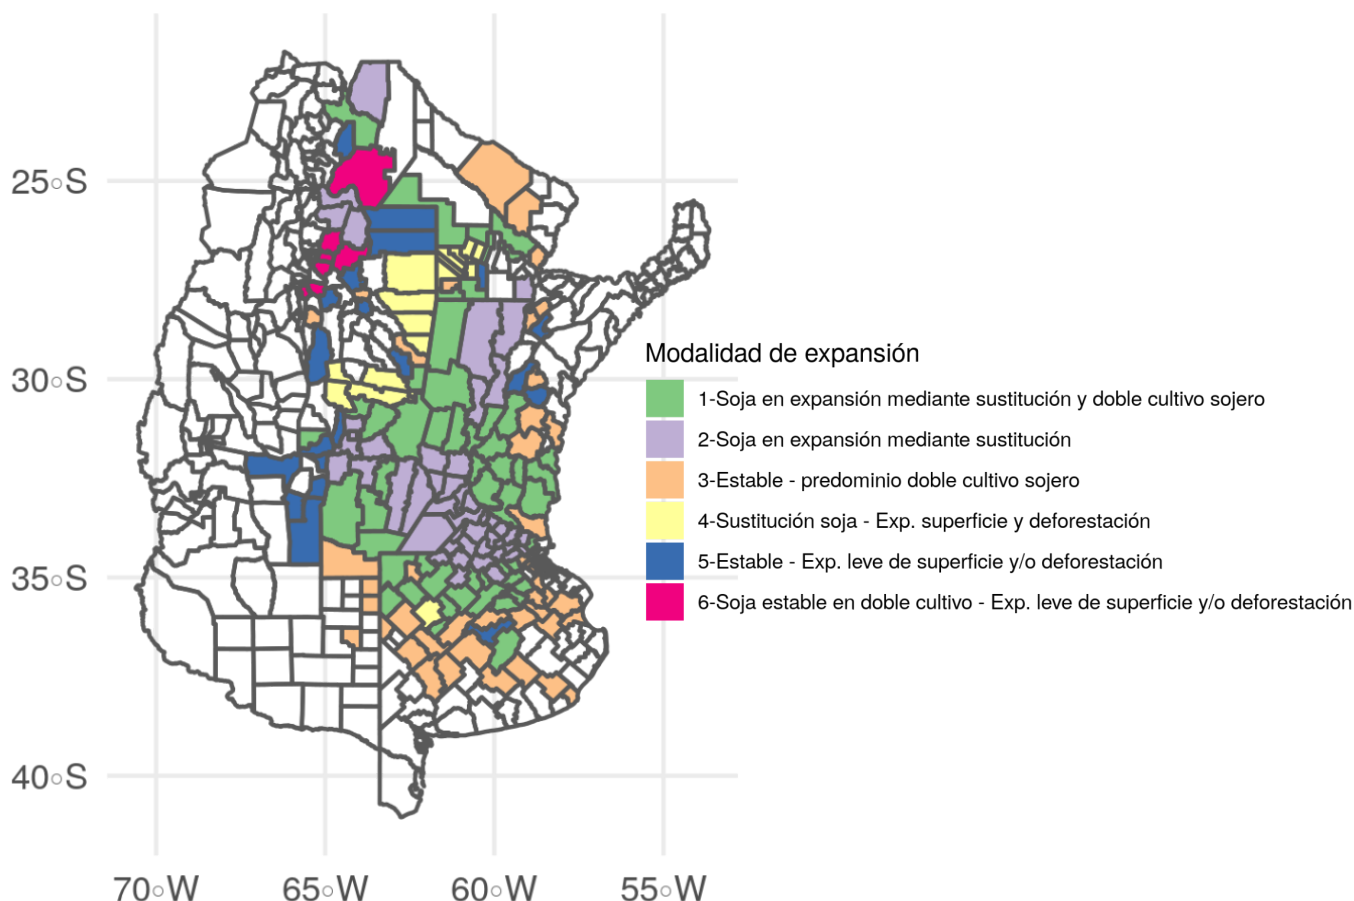 25◦S
30◦S
35◦S
40◦S
70◦W
65◦W
60◦W
55◦W
Modalidad de expansión
1-Soja en expansión mediante sustitución y doble cultivo sojero
2-Soja en expansión mediante sustitución
3-Estable - predominio doble cultivo sojero
4-Sustitución soja - Exp. superficie y deforestación
5-Estable - Exp. leve de superficie y/o deforestación
6-Soja estable en doble cultivo - Exp. leve de superficie y/o deforestación